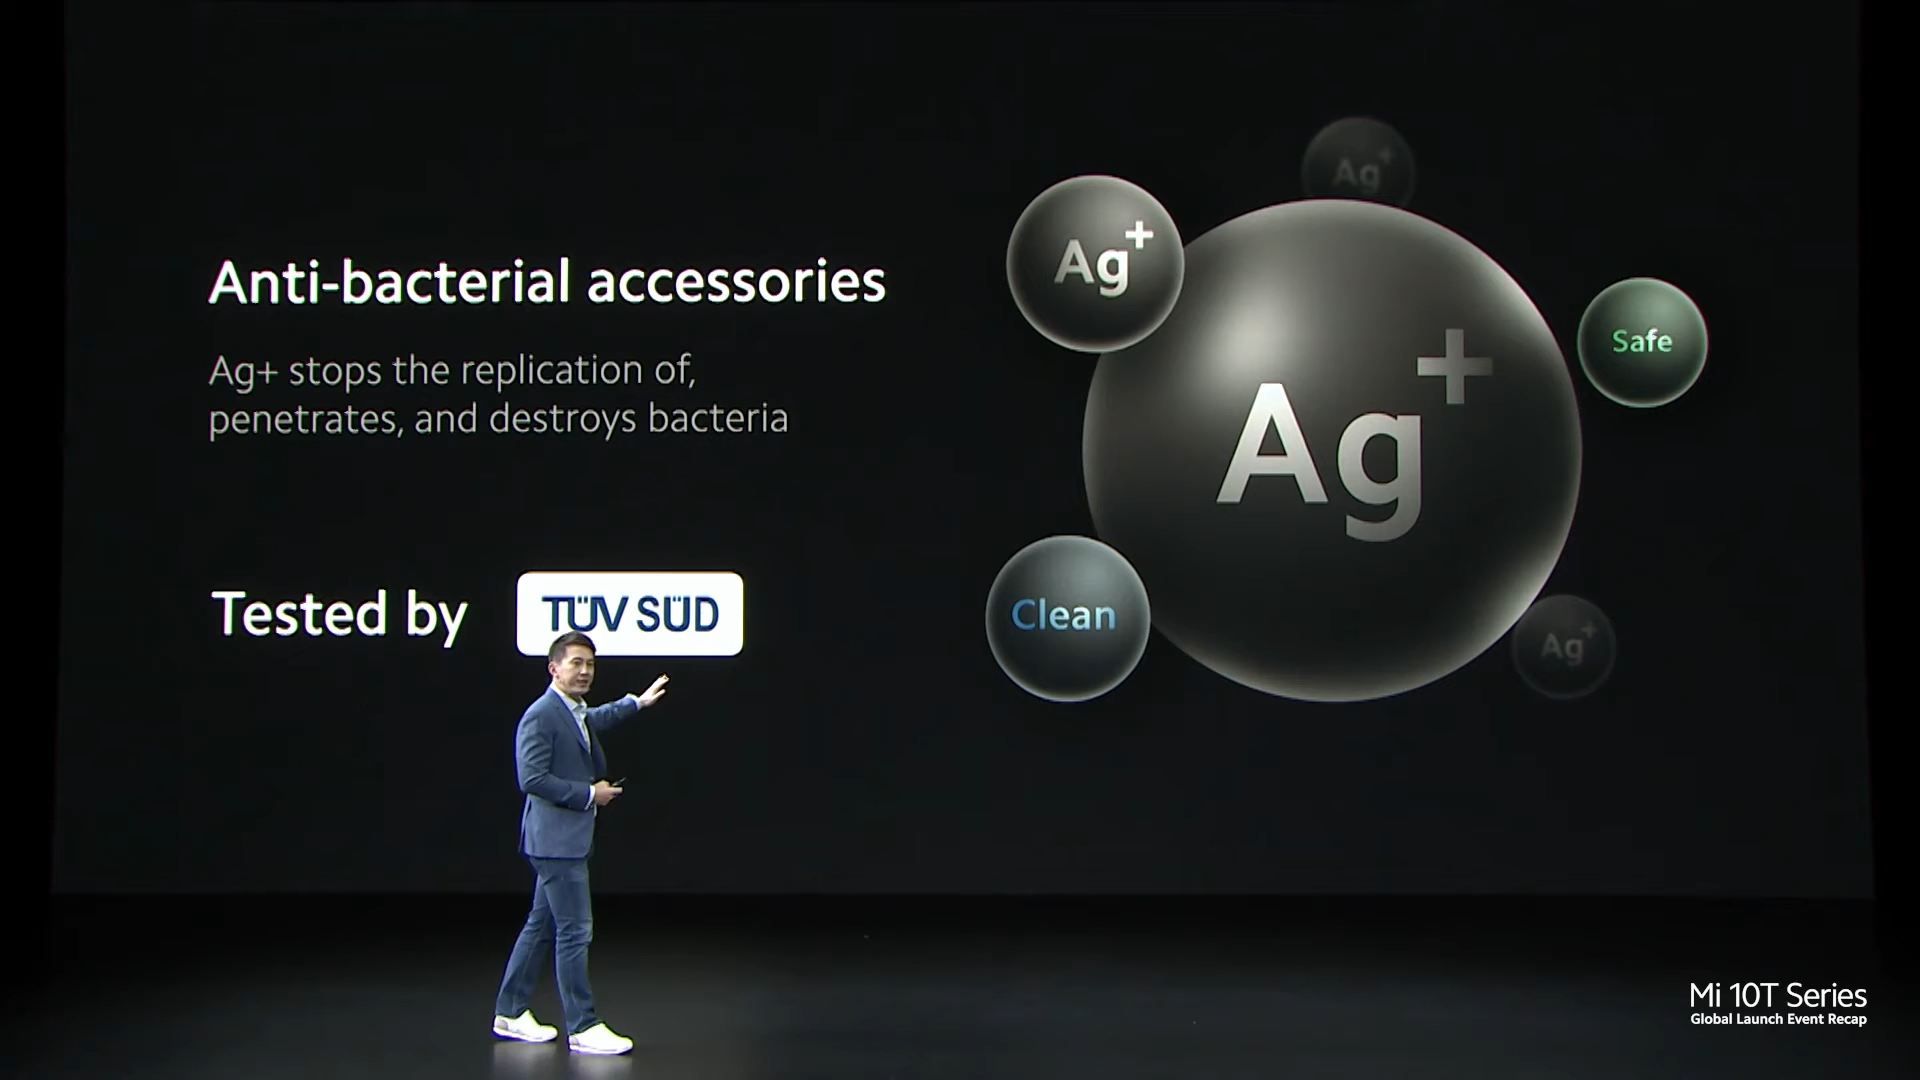 Anti-bacterial accessories
Ag+ stops the replication of,
penetrates, and destroys bacteria
Tested by TÜV SÜD
Ag+
Ag+
Safe
Ag+
Clean
Ag+
Mi 10T Series
Global Launch Event Recap